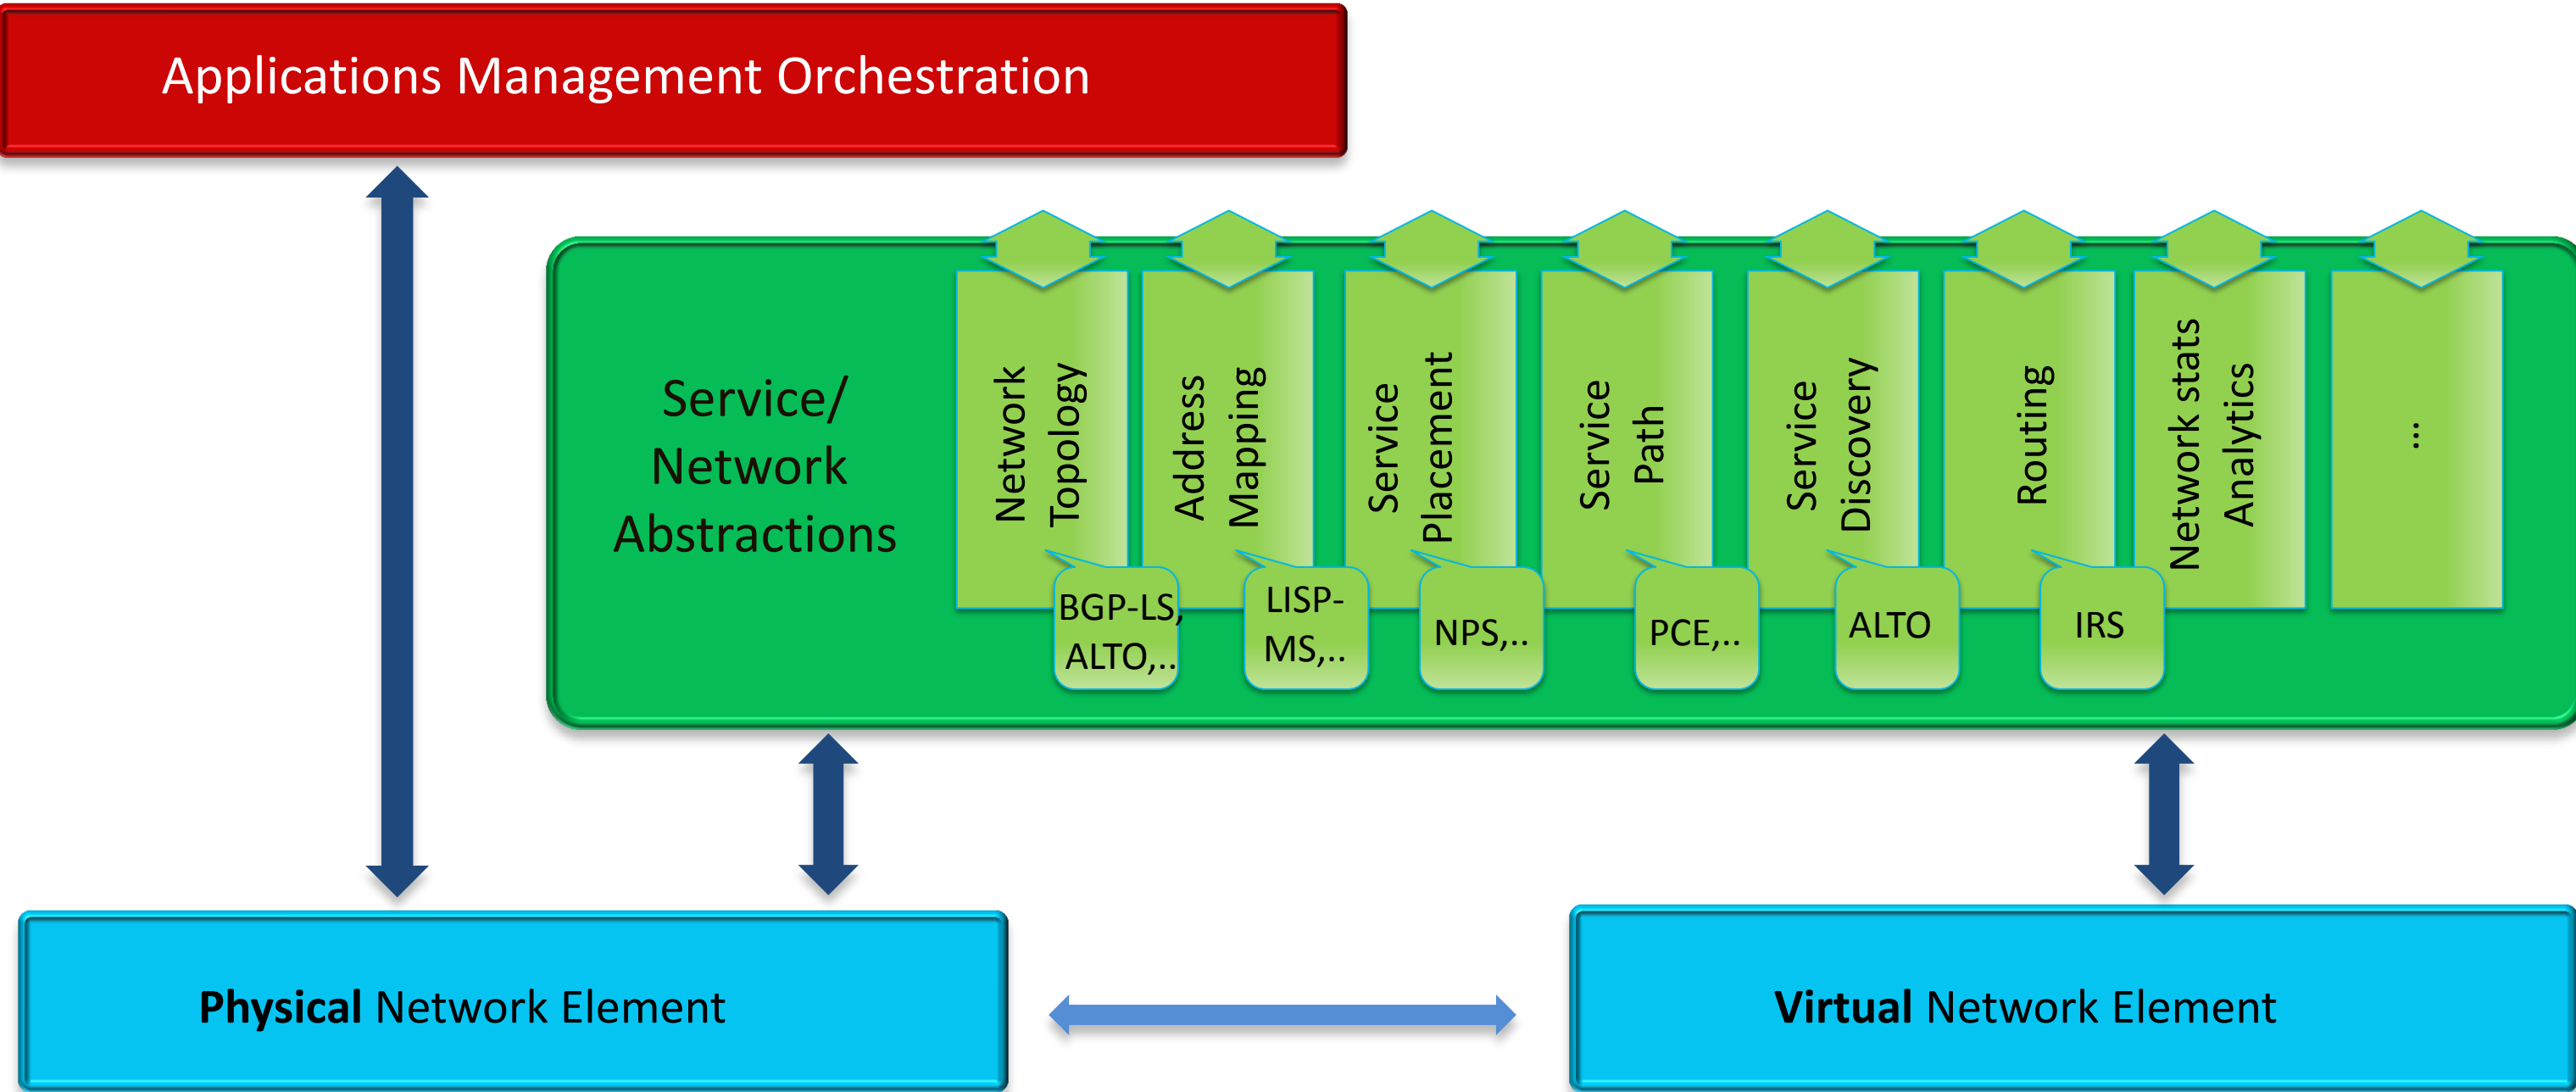 Applications Management Orchestration
Service/
Network
Abstractions
Network
Topology
Address
Mapping
Service
Placement
Service
Path
Service
Discovery
Routing
Network stats
Analytics
...
BGP-LS,
ALTO,..
LISP-
MS,..
NPS,..
PCE,..
ALTO
IRS
Physical Network Element
Virtual Network Element